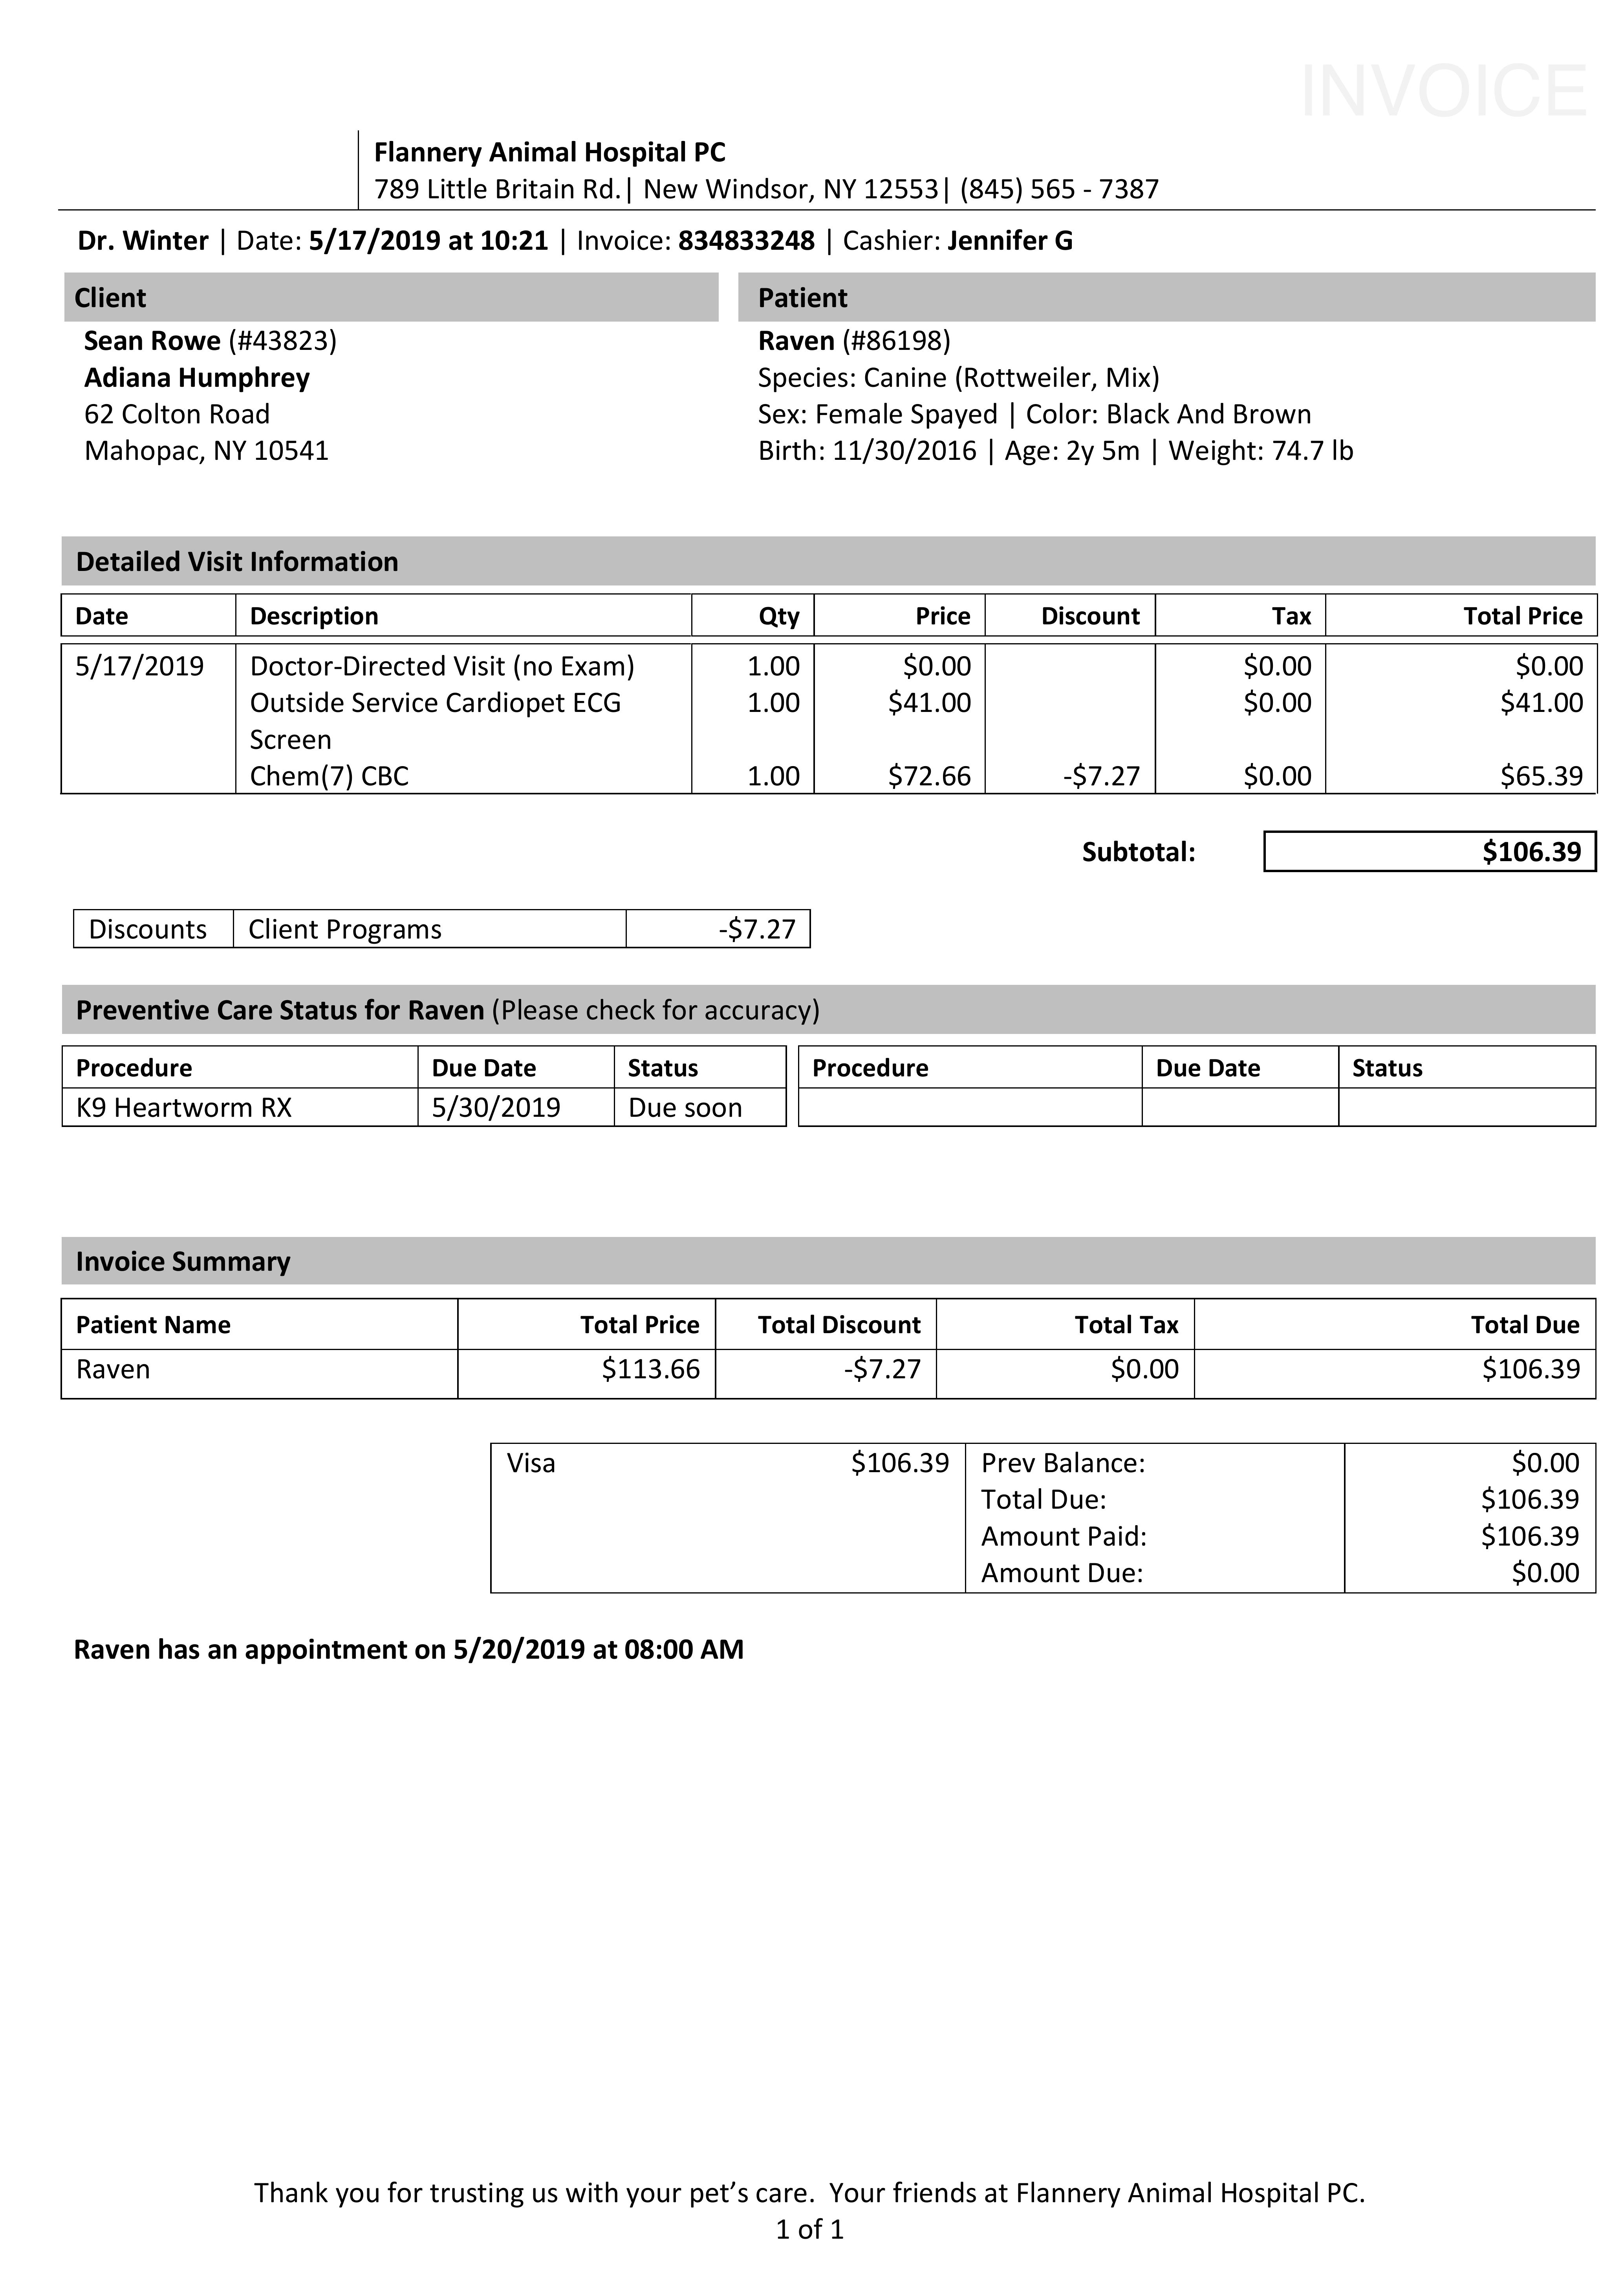 INVOICE
Flannery Animal Hospital PC
789 Little Britain Rd.| New Windsor, NY 12553| (845) 565 - 7387
Dr. Winter | Date: 5/17/2019 at 10:21 | Invoice: 834833248 | Cashier: Jennifer G
Client Patient
Sean Rowe (#43823) Raven (#86198)
Adiana Humphrey Species: Canine (Rottweiler, Mix)
62 Colton Road Sex: Female Spayed | Color: Black And Brown
Mahopac, NY 10541 Birth: 11/30/2016 | Age: 2y 5m | Weight: 74.7 lb
Detailed Visit Information
Date Description Qty Price Discount Tax Total Price
5/17/2019 Doctor-Directed Visit (no Exam) 1.00 $0.00 $0.00 $0.00
Outside Service Cardiopet ECG 1.00 $41.00 $0.00 $41.00
Screen
Chem(7) CBC 1.00 $72.66 -$7.27 $0.00 $65.39
Subtotal: $106.39
Discounts Client Programs -$7.27
Preventive Care Status for Raven (Please check for accuracy)
Procedure Due Date Status Procedure Due Date Status
K9 Heartworm RX 5/30/2019 Due soon
Invoice Summary
Patient Name Total Price Total Discount Total Tax Total Due
Raven $113.66 -$7.27 $0.00 $106.39
Visa $106.39 Prev Balance: $0.00
Total Due: $106.39
Amount Paid: $106.39
Amount Due: $0.00
Raven has an appointment on 5/20/2019 at 08:00 AM
Thank you for trusting us with your pet’s care.  Your friends at Flannery Animal Hospital PC.
1 of 1